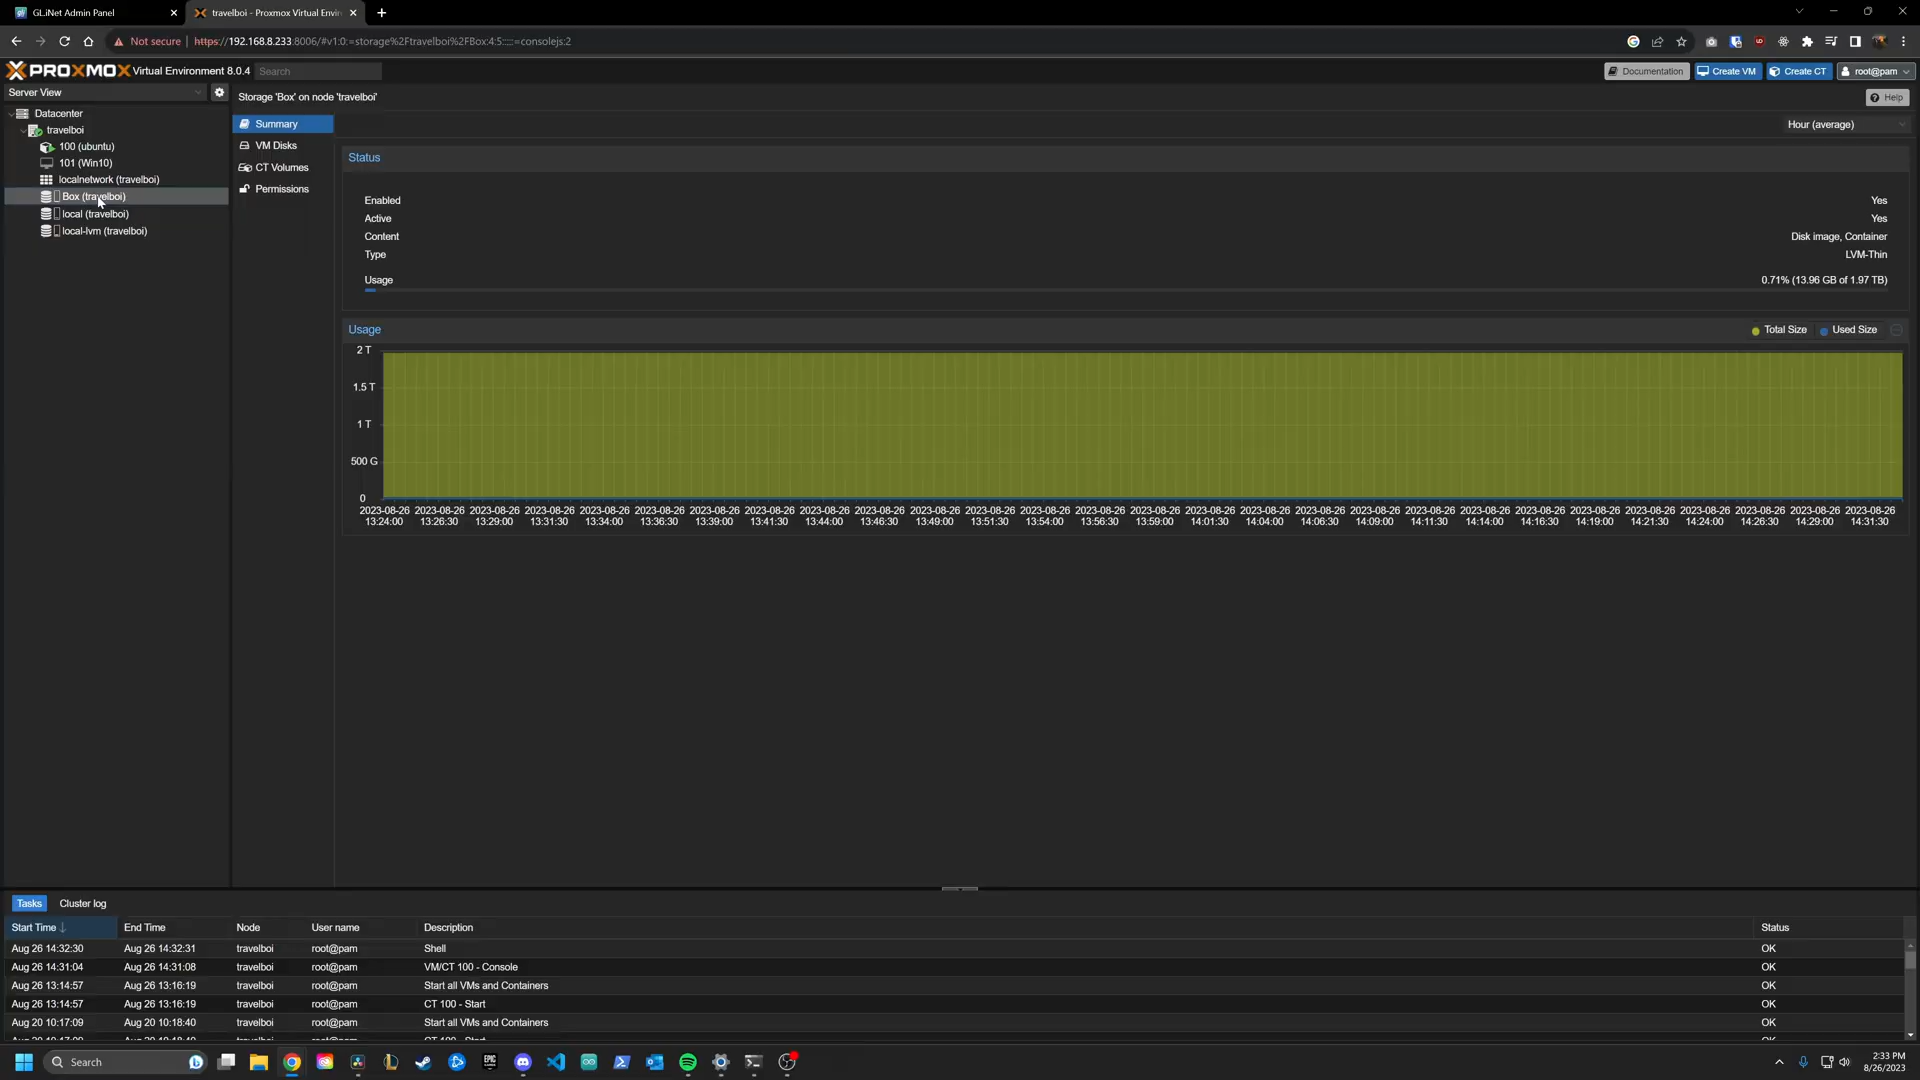 GL.iNet Admin Panel
travelboi - Proxmox Virtual Envir
Not secure
https://192.168.8.233:8006/#v1:0:=storage%2Ftravelboi%2FBox:4:5:::::=consolejs:2
PROXMOX Virtual Environment 8.0.4
Search
Documentation
Create VM
Create CT
root@pam
Server View
Storage 'Box' on node 'travelboi'
Help
Datacenter
travelboi
100 (ubuntu)
101 (Win10)
localnetwork (travelboi)
Box (travelboi)
local (travelboi)
local-lvm (travelboi)
Summary
VM Disks
CT Volumes
Permissions
Hour (average)
Status
Enabled Yes
Active Yes
Content Disk image, Container
Type LVM-Thin
Usage 0.71% (13.96 GB of 1.97 TB)
Usage
Total Size
Used Size
2 T
1.5 T
1 T
500 G
0
2023-08-26 2023-08-26 2023-08-26 2023-08-26 2023-08-26 2023-08-26 2023-08-26 2023-08-26 2023-08-26 2023-08-26 2023-08-26 2023-08-26 2023-08-26 2023-08-26 2023-08-26 2023-08-26 2023-08-26 2023-08-26 2023-08-26 2023-08-26 2023-08-26 2023-08-26 2023-08-26 2023-08-26 2023-08-26 2023-08-26 2023-08-26 2023-08-26
13:24:00 13:26:30 13:29:00 13:31:30 13:34:00 13:36:30 13:39:00 13:41:30 13:44:00 13:46:30 13:49:00 13:51:30 13:54:00 13:56:30 13:59:00 14:01:30 14:04:00 14:06:30 14:09:00 14:11:30 14:14:00 14:16:30 14:19:00 14:21:30 14:24:00 14:26:30 14:29:00 14:31:30
Tasks
Cluster log
Start Time End Time Node User name Description Status
Aug 26 14:32:30 Aug 26 14:32:31 travelboi root@pam Shell OK
Aug 26 14:31:04 Aug 26 14:31:08 travelboi root@pam VM/CT 100 - Console OK
Aug 26 13:14:57 Aug 26 13:16:19 travelboi root@pam Start all VMs and Containers OK
Aug 26 13:14:57 Aug 26 13:16:19 travelboi root@pam CT 100 - Start OK
Aug 20 10:17:09 Aug 20 10:18:40 travelboi root@pam Start all VMs and Containers OK
Search
EPIC
2:33 PM
8/26/2023